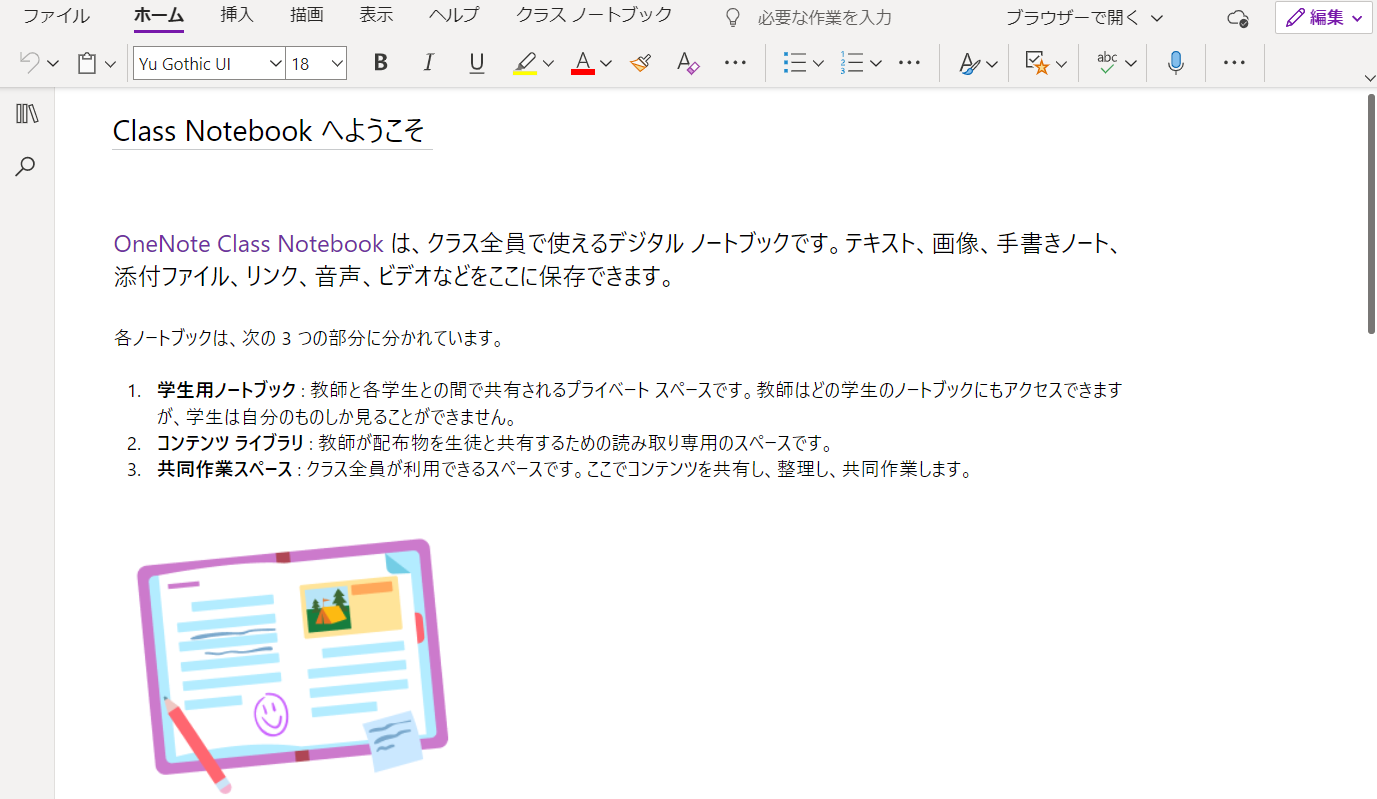 ファイル ホーム 挿入 描画 表示 ヘルプ クラス ノートブック 必要な作業を入力 ブラウザーで開く 編集
Yu Gothic UI 18 B I U A A abc
Class Notebook へようこそ
OneNote Class Notebook は、クラス全員で使えるデジタル ノートブックです。テキスト、画像、手書きノート、
添付ファイル、リンク、音声、ビデオなどをここに保存できます。
各ノートブックは、次の 3 つの部分に分かれています。
1. 学生用ノートブック : 教師と各学生との間で共有されるプライベート スペースです。教師はどの学生のノートブックにもアクセスできます
が、学生は自分のものしか見ることができません。
2. コンテンツ ライブラリ : 教師が配布物を生徒と共有するための読み取り専用のスペースです。
3. 共同作業スペース : クラス全員が利用できるスペースです。ここでコンテンツを共有し、整理し、共同作業します。